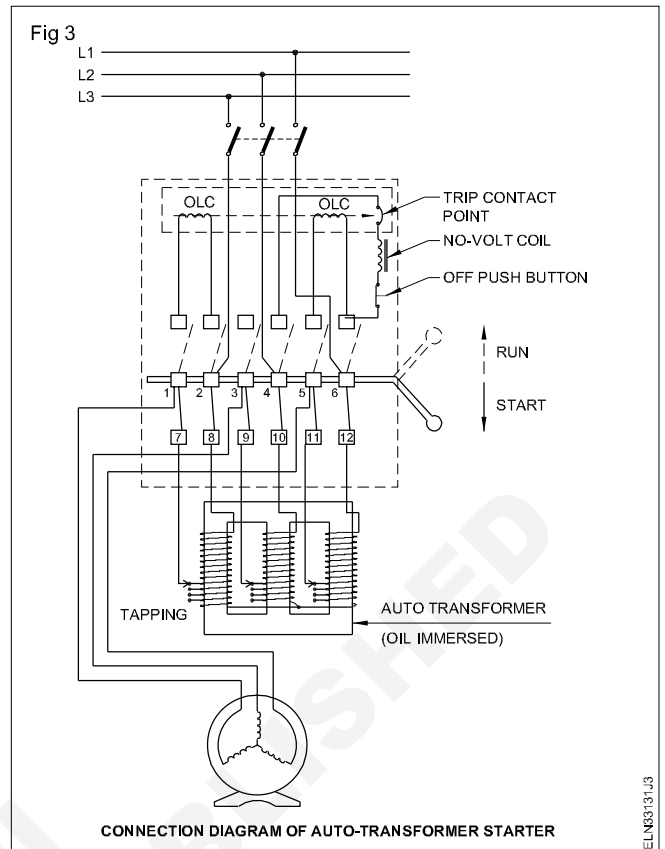 Fig 3
L1
L2
L3
OLC OLC
TRIP CONTACT
POINT
NO-VOLT COIL
OFF PUSH BUTTON
RUN
START
1 2 3 4 5 6
7 8 9 10 11 12
TAPPING
AUTO TRANSFORMER
(OIL IMMERSED)
CONNECTION DIAGRAM OF AUTO-TRANSFORMER STARTER
ELN33131J3